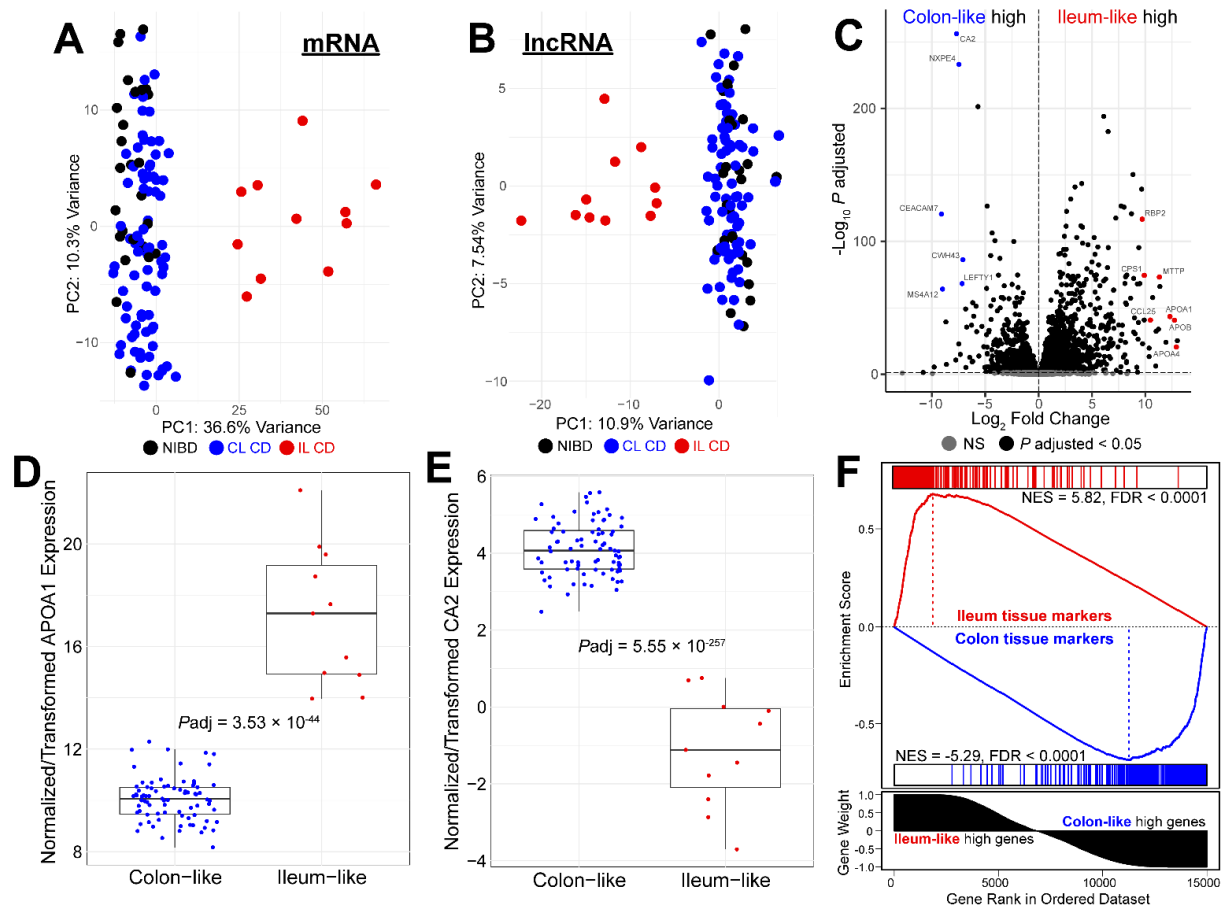 A
mRNA
PC2: 10.3% Variance
10
0
−10
0
25
50
PC1: 36.6% Variance
NIBD
CL CD
IL CD
B
lncRNA
PC2: 7.54% Variance
5
0
−5
−10
−20
−10
0
PC1: 10.9% Variance
NIBD
CL CD
IL CD
C
Colon-like high
Ileum-like high
-Log10 P adjusted
-200
-100
0
CA2
NXPE4
CEACAM7
CWH43
LEFTY1
MS4A12
RBP2
CPS1
MTTP
CCL25
APOA1
APOB
APOA4
−10
−5
0
5
10
Log2 Fold Change
NS
P adjusted < 0.05
D
Normalized/Transformed APOA1 Expression
20
16
12
8
Padj = 3.53 × 10-44
Colon−like
Ileum−like
E
Normalized/Transformed CA2 Expression
6
4
2
0
−2
−4
Padj = 5.55 × 10-257
Colon−like
Ileum−like
F
NES = 5.82, FDR < 0.0001
Enrichment Score
0.5
0.0
-0.5
Ileum tissue markers
Colon tissue markers
NES = -5.29, FDR < 0.0001
Gene Weight
1.0
0.5
0
-0.5
-1.0
Colon-like high genes
Ileum-like high genes
0
5000
10000
15000
Gene Rank in Ordered Dataset